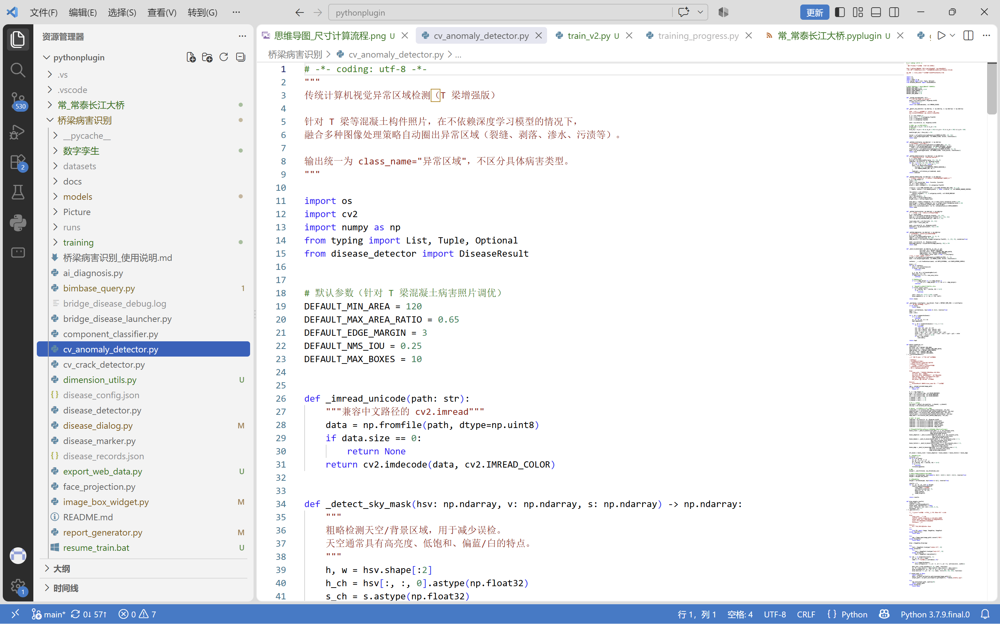 文件(F) 编辑(E) 选择(S) 查看(V) 转到(G) ···
pythonplugin
更新
资源管理器
思维导图_尺寸计算流程.png U
cv_anomaly_detector.py
train_v2.py U
training_progress.py
常_常泰长江大桥.pyplugin U
桥梁病害识别 > cv_anomaly_detector.py > ...
pythonplugin
.vs
.vscode
常_常泰长江大桥
桥梁病害识别
__pycache__
数字孪生
datasets
docs
models
Picture
runs
training
桥梁病害识别_使用说明.md
ai_diagnosis.py
bimbase_query.py 1
bridge_disease_debug.log
bridge_disease_launcher.py
component_classifier.py
cv_anomaly_detector.py
cv_crack_detector.py
dimension_utils.py U
disease_config.json
disease_detector.py
disease_dialog.py M
disease_marker.py
disease_records.json
export_web_data.py U
face_projection.py
image_box_widget.py M
README.md
report_generator.py M
resume_train.bat U
大纲
时间线
530
2
1
1 # -*- coding: utf-8 -*-
2 """
3 传统计算机视觉异常区域检测（T 梁增强版）
4
5 针对 T 梁等混凝土构件照片，在不依赖深度学习模型的情况下，
6 融合多种图像处理策略自动圈出异常区域（裂缝、剥落、渗水、污渍等）。
7
8 输出统一为 class_name="异常区域"，不区分具体病害类型。
9 """
10
11 import os
12 import cv2
13 import numpy as np
14 from typing import List, Tuple, Optional
15 from disease_detector import DiseaseResult
16
17
18 # 默认参数（针对 T 梁混凝土病害照片调优）
19 DEFAULT_MIN_AREA = 120
20 DEFAULT_MAX_AREA_RATIO = 0.65
21 DEFAULT_EDGE_MARGIN = 3
22 DEFAULT_NMS_IOU = 0.25
23 DEFAULT_MAX_BOXES = 10
24
25
26 def _imread_unicode(path: str):
27 """兼容中文路径的 cv2.imread"""
28 data = np.fromfile(path, dtype=np.uint8)
29 if data.size == 0:
30 return None
31 return cv2.imdecode(data, cv2.IMREAD_COLOR)
32
33
34 def _detect_sky_mask(hsv: np.ndarray, v: np.ndarray, s: np.ndarray) -> np.ndarray:
35 """
36 粗略检测天空/背景区域，用于减少误检。
37 天空通常具有高亮度、低饱和、偏蓝/白的特点。
38 """
39 h, w = hsv.shape[:2]
40 h_ch = hsv[:, :, 0].astype(np.float32)
41 s_ch = s.astype(np.float32)
main* 0↓ 57↑ 0 7
行 1，列 1 空格: 4 UTF-8 CRLF {} Python Python 3.7.9.final.0